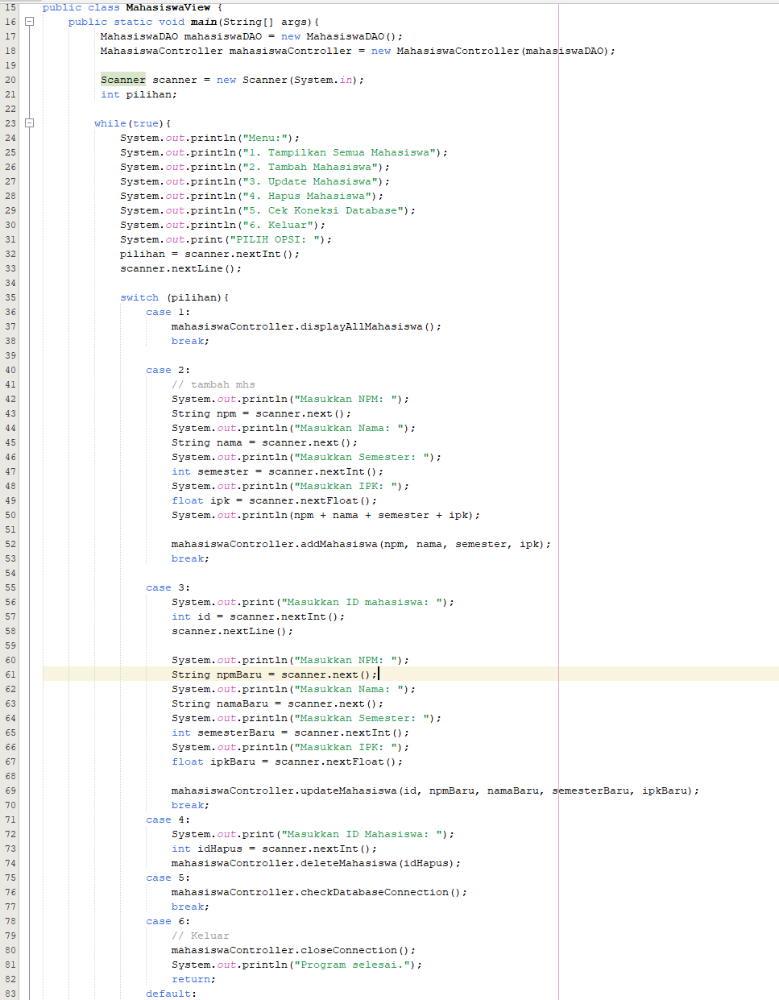 15 public class MahasiswaView {
16 public static void main(String[] args){
17 MahasiswaDAO mahasiswaDAO = new MahasiswaDAO();
18 MahasiswaController mahasiswaController = new MahasiswaController(mahasiswaDAO);
19
20 Scanner scanner = new Scanner(System.in);
21 int pilihan;
22
23 while(true){
24 System.out.println("Menu:");
25 System.out.println("1. Tampilkan Semua Mahasiswa");
26 System.out.println("2. Tambah Mahasiswa");
27 System.out.println("3. Update Mahasiswa");
28 System.out.println("4. Hapus Mahasiswa");
29 System.out.println("5. Cek Koneksi Database");
30 System.out.println("6. Keluar");
31 System.out.print("PILIH OPSI: ");
32 pilihan = scanner.nextInt();
33 scanner.nextLine();
34
35 switch (pilihan){
36 case 1:
37 mahasiswaController.displayAllMahasiswa();
38 break;
39
40 case 2:
41 // tambah mhs
42 System.out.println("Masukkan NPM: ");
43 String npm = scanner.next();
44 System.out.println("Masukkan Nama: ");
45 String nama = scanner.next();
46 System.out.println("Masukkan Semester: ");
47 int semester = scanner.nextInt();
48 System.out.println("Masukkan IPK: ");
49 float ipk = scanner.nextFloat();
50 System.out.println(npm + nama + semester + ipk);
51
52 mahasiswaController.addMahasiswa(npm, nama, semester, ipk);
53 break;
54
55 case 3:
56 System.out.print("Masukkan ID mahasiswa: ");
57 int id = scanner.nextInt();
58 scanner.nextLine();
59
60 System.out.println("Masukkan NPM: ");
61 String npmBaru = scanner.next();
62 System.out.println("Masukkan Nama: ");
63 String namaBaru = scanner.next();
64 System.out.println("Masukkan Semester: ");
65 int semesterBaru = scanner.nextInt();
66 System.out.println("Masukkan IPK: ");
67 float ipkBaru = scanner.nextFloat();
68
69 mahasiswaController.updateMahasiswa(id, npmBaru, namaBaru, semesterBaru, ipkBaru);
70 break;
71 case 4:
72 System.out.print("Masukkan ID Mahasiswa: ");
73 int idHapus = scanner.nextInt();
74 mahasiswaController.deleteMahasiswa(idHapus);
75 case 5:
76 mahasiswaController.checkDatabaseConnection();
77 break;
78 case 6:
79 // Keluar
80 mahasiswaController.closeConnection();
81 System.out.println("Program selesai.");
82 return;
83 default: